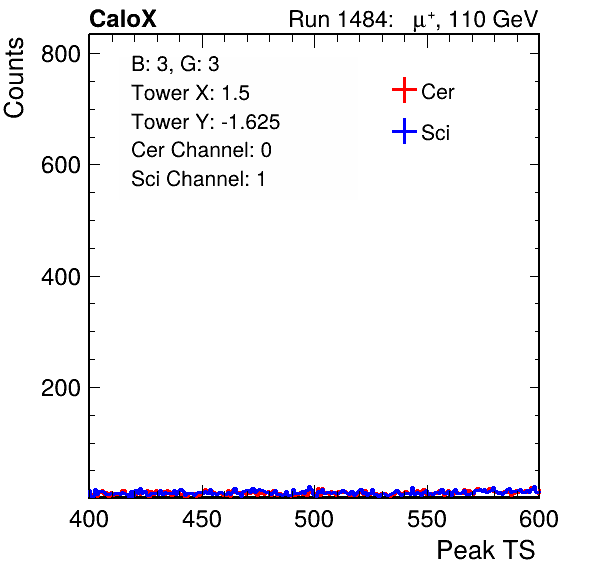 CaloX Run 1484: μ⁺, 110 GeV
Counts
800
600
400
200
B: 3, G: 3
Tower X: 1.5
Tower Y: -1.625
Cer Channel: 0
Sci Channel: 1
Cer
Sci
400 450 500 550 600
Peak TS